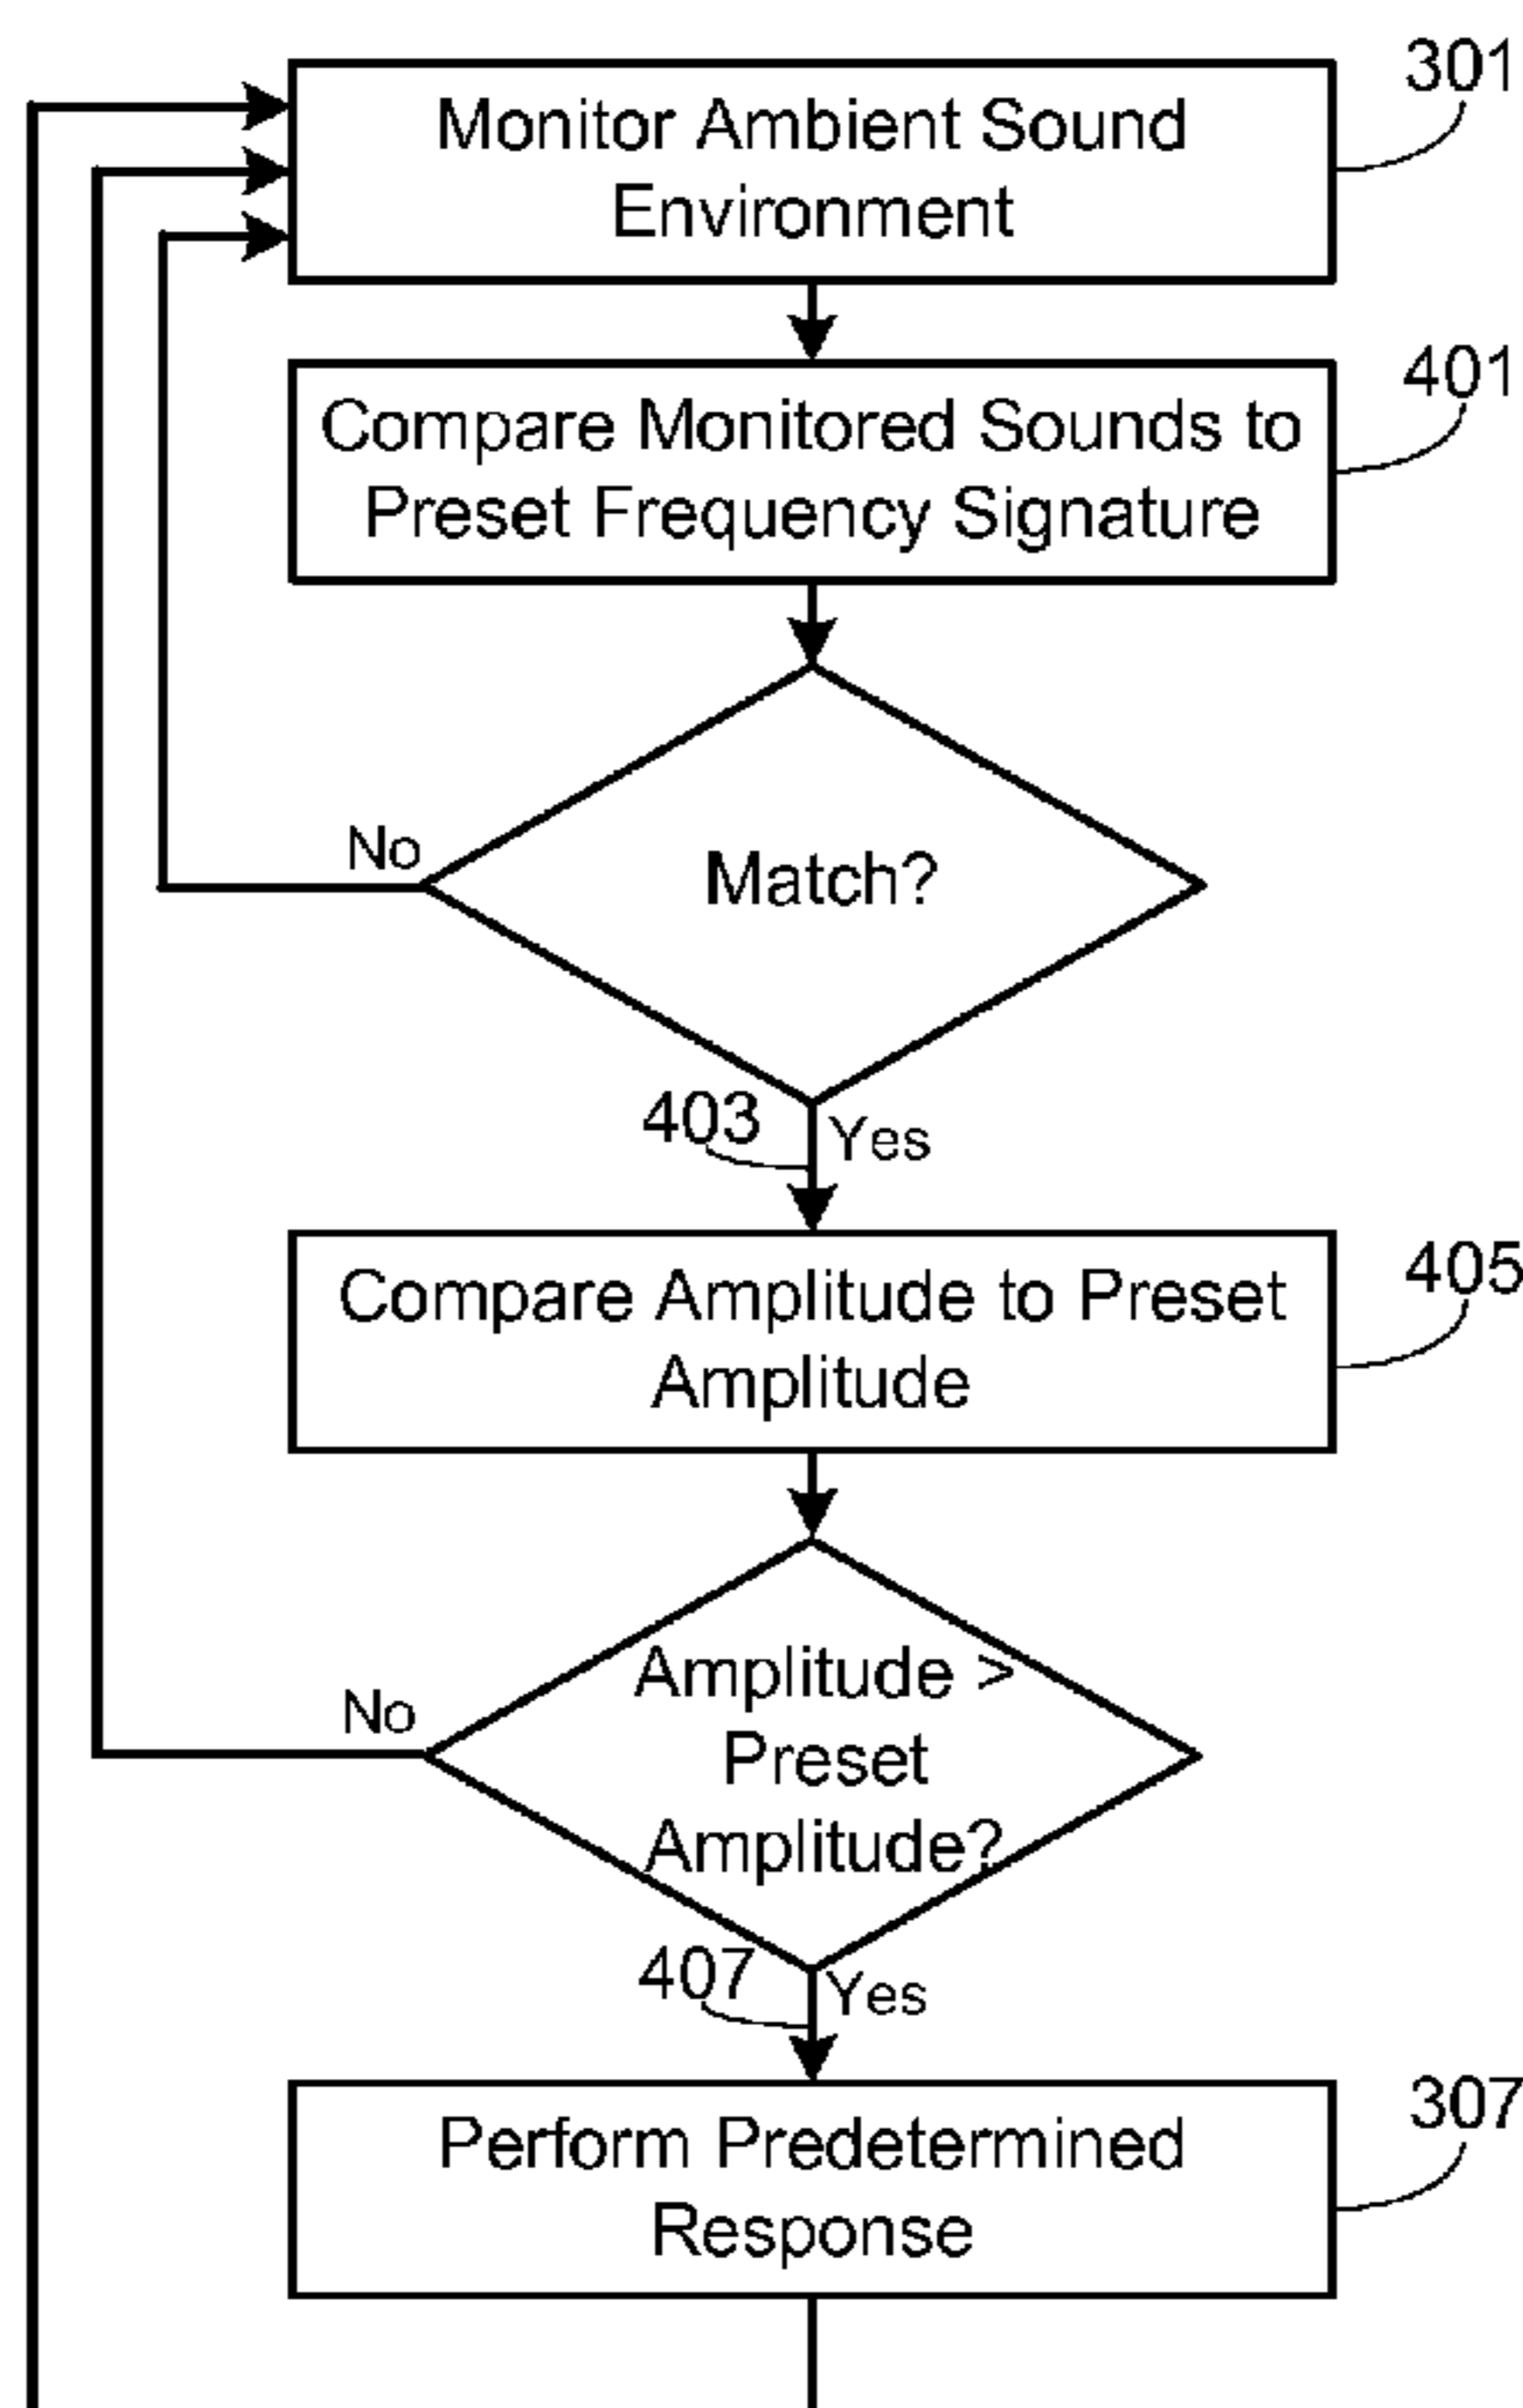 301
Monitor Ambient Sound
Environment
401
Compare Monitored Sounds to
Preset Frequency Signature
No
Match?
403
Yes
405
Compare Amplitude to Preset
Amplitude
Amplitude >
No
Preset
Amplitude?
407
Yes
307
Perform Predetermined
Response